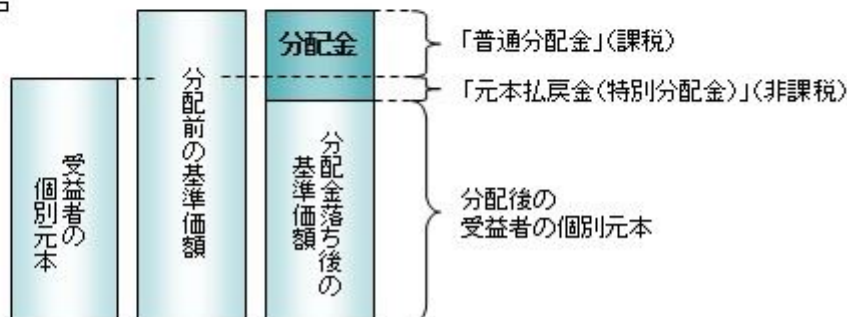 受益者の
個別元本
分配前の基準価額
分配金
分配金落ち後の
基準価額
「普通分配金」(課税)
「元本払戻金(特別分配金)」(非課税)
分配後の
受益者の個別元本